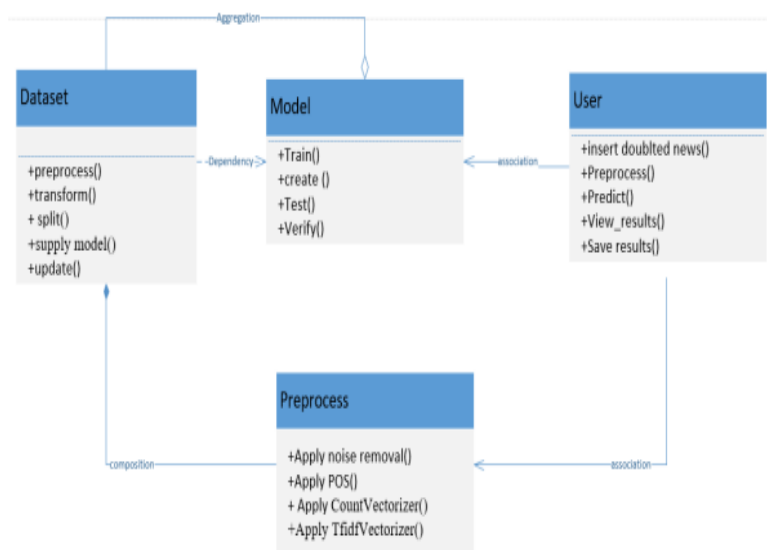 Aggregation
Dataset
+preprocess()
+transform()
+ split()
+supply model()
+update()
Dependency
Model
+Train()
+create ()
+Test()
+Verify()
association
User
+insert doublted news()
+Preprocess()
+Predict()
+View_results()
+Save results()
composition
Preprocess
+Apply noise removal()
+Apply POS()
+ Apply CountVectorizer()
+Apply TfidfVectorizer()
association